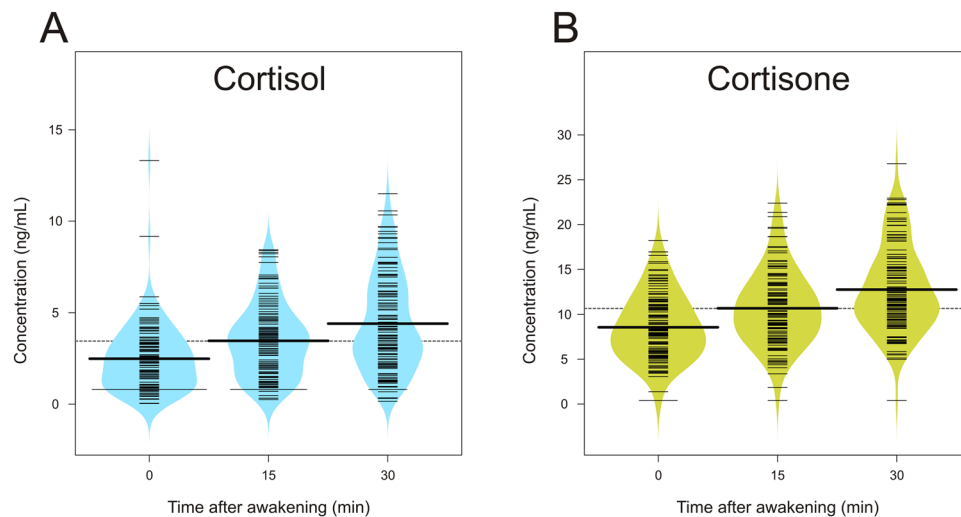 A
Cortisol
15
10
5
0
Concentration (ng/mL)
0
15
30
Time after awakening (min)
B
Cortisone
30
25
20
15
10
5
0
Concentration (ng/mL)
0
15
30
Time after awakening (min)